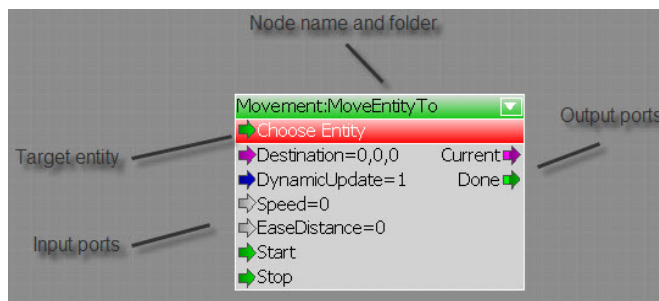 Node name and folder
Movement:MoveEntityTo
Output ports
Choose Entity
Target entity
Destination=0,0,0 Current
DynamicUpdate=1 Done
Speed=0
EaseDistance=0
Input ports
Start
Stop